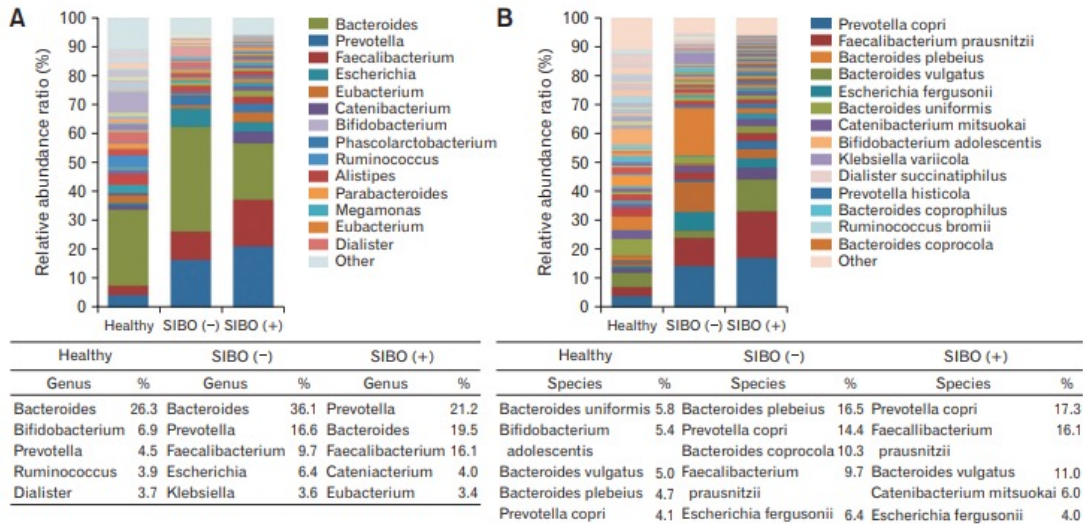 A
Relative abundance ratio (%)
100
90
80
70
60
50
40
30
20
10
0
Healthy SIBO (−) SIBO (+)
Bacteroides
Prevotella
Faecalibacterium
Escherichia
Eubacterium
Catenibacterium
Bifidobacterium
Phascolarctobacterium
Ruminococcus
Alistipes
Parabacteroides
Megamonas
Eubacterium
Dialister
Other
Healthy SIBO (−) SIBO (+)
Genus % Genus % Genus %
Bacteroides 26.3 Bacteroides 36.1 Prevotella 21.2
Bifidobacterium 6.9 Prevotella 16.6 Bacteroides 19.5
Prevotella 4.5 Faecalibacterium 9.7 Faecalibacterium 16.1
Ruminococcus 3.9 Escherichia 6.4 Cateniacterium 4.0
Dialister 3.7 Klebsiella 3.6 Eubacterium 3.4
B
Relative abundance ratio (%)
100
90
80
70
60
50
40
30
20
10
0
Healthy SIBO (−) SIBO (+)
Prevotella copri
Faecalibacterium prausnitzii
Bacteroides plebeius
Bacteroides vulgatus
Escherichia fergusonii
Bacteroides uniformis
Catenibacterium mitsuokai
Bifidobacterium adolescentis
Klebsiella variicola
Dialister succinatiphilus
Prevotella histicola
Bacteroides coprophilus
Ruminococcus bromii
Bacteroides coprocola
Other
Healthy SIBO (−) SIBO (+)
Species % Species % Species %
Bacteroides uniformis 5.8 Bacteroides plebeius 16.5 Prevotella copri 17.3
Bifidobacterium 5.4 Prevotella copri 14.4 Faecallibacterium 16.1
adolescentis Bacteroides coprocola 10.3 prausnitzii
Bacteroides vulgatus 5.0 Faecalibacterium 9.7 Bacteroides vulgatus 11.0
Bacteroides plebeius 4.7 prausnitzii Catenibacterium mitsuokai 6.0
Prevotella copri 4.1 Escherichia fergusonii 6.4 Escherichia fergusonii 4.0